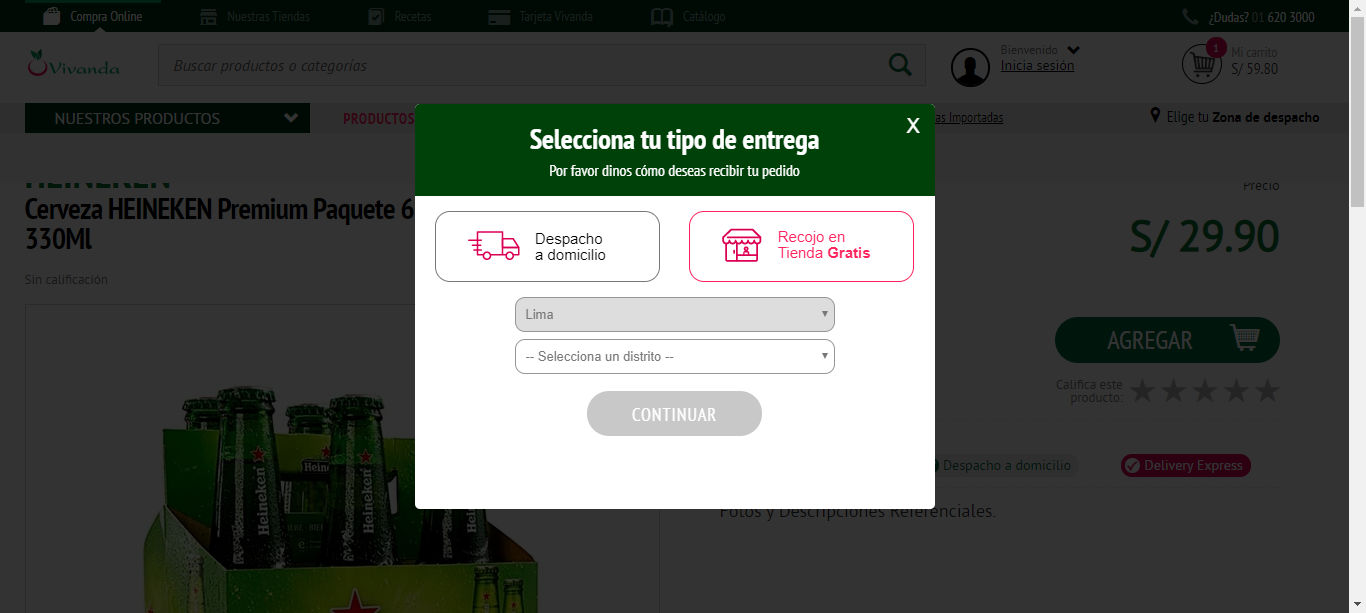 Compra Online
Nuestras Tiendas
Recetas
Tarjeta Vivanda
Catálogo
¿Dudas? 01 620 3000
Vivanda
Buscar productos o categorías
Bienvenido
Inicia sesión
1
Mi carrito
S/ 59.80
NUESTROS PRODUCTOS
PRODUCTOS
as Importadas
Elige tu Zona de despacho
Selecciona tu tipo de entrega
X
Por favor dinos cómo deseas recibir tu pedido
Despacho
a domicilio
Recojo en
Tienda Gratis
Lima
-- Selecciona un distrito --
CONTINUAR
HEINEKEN
Cerveza HEINEKEN Premium Paquete 6
330Ml
Sin calificación
Precio
S/ 29.90
AGREGAR
Califica este
producto:
Despacho a domicilio
Delivery Express
Fotos y Descripciones Referenciales.
Heineken
Heineken